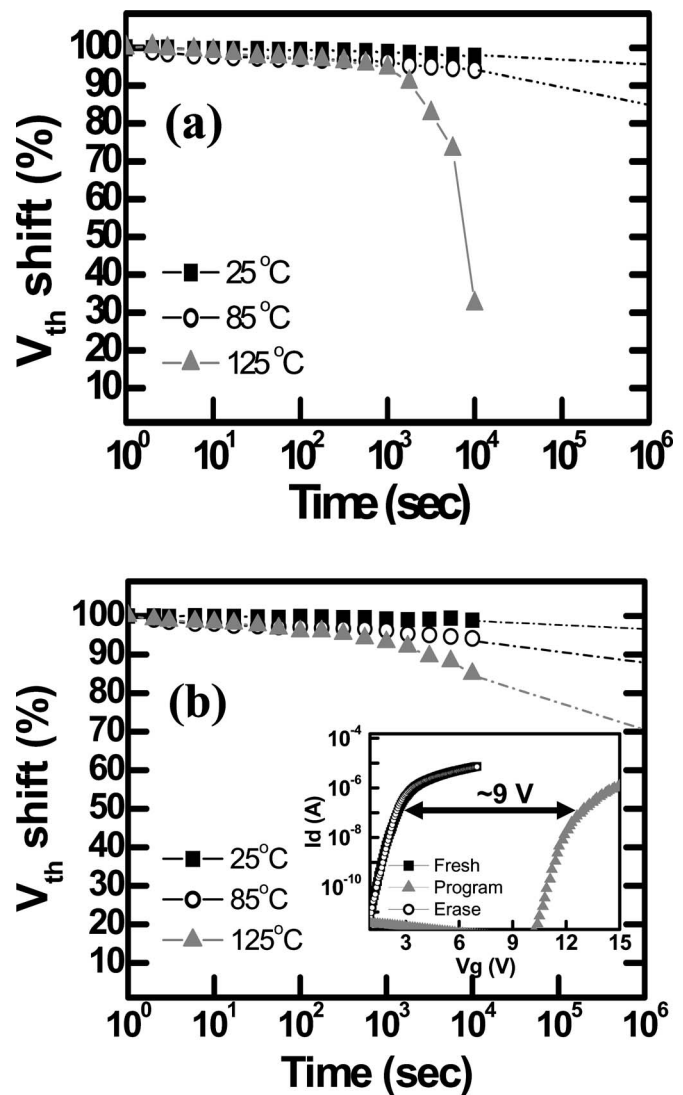 100
90
80
70
60
50
40
30
20
10
V_th shift (%)
(a)
25°C
85°C
125°C
10^0 10^1 10^2 10^3 10^4 10^5 10^6
Time (sec)
100
90
80
70
60
50
40
30
20
10
V_th shift (%)
(b)
25°C
85°C
125°C
10^-4
10^-6
10^-8
10^-10
Id (A)
~9 V
Fresh
Program
Erase
3 6 9 12 15
Vg (V)
10^0 10^1 10^2 10^3 10^4 10^5 10^6
Time (sec)